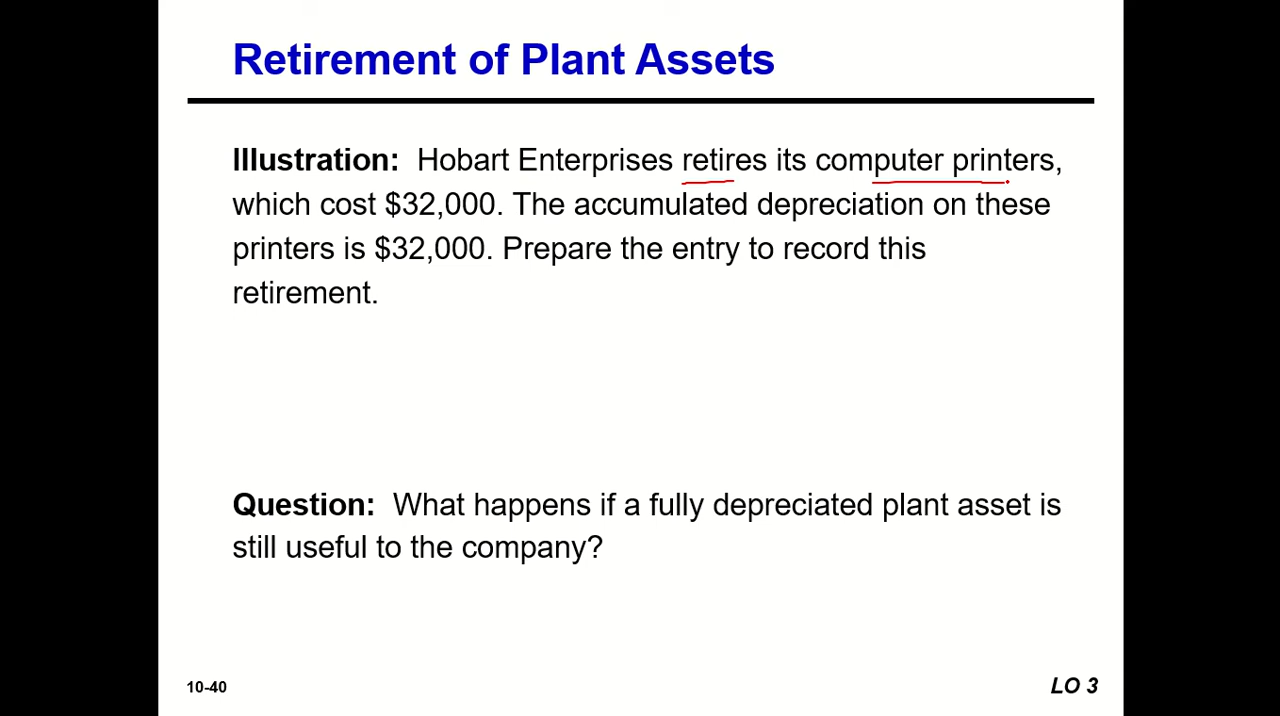 Retirement of Plant Assets
Illustration: Hobart Enterprises retires its computer printers,
which cost $32,000. The accumulated depreciation on these
printers is $32,000. Prepare the entry to record this
retirement.
Question: What happens if a fully depreciated plant asset is
still useful to the company?
10-40
LO 3